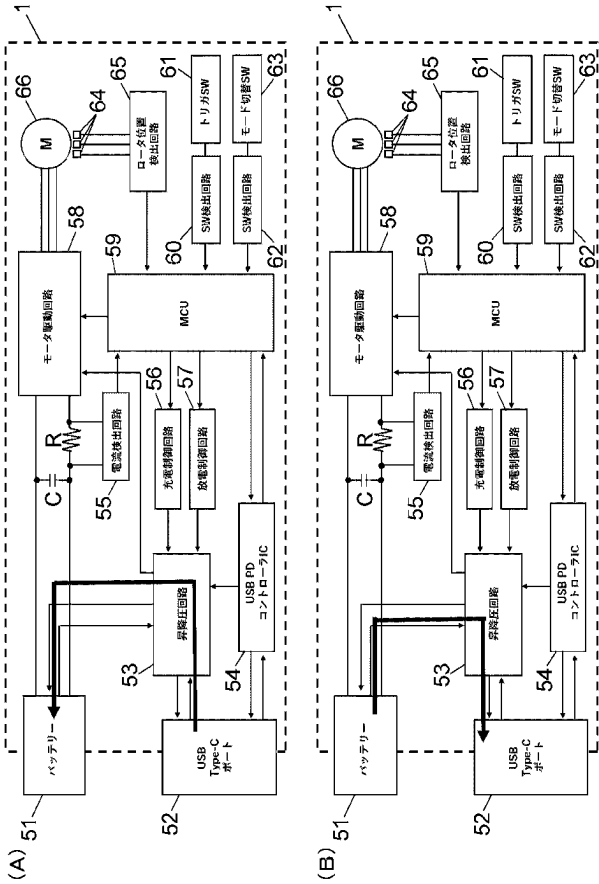 (A)
1
66
M
64
65
ロータ位置
検出回路
61
トリガSW
63
モード切替SW
58
モータ駆動回路
60
SW検出回路
62
SW検出回路
59
MCU
C
R
55
電流検出回路
56
充電制御回路
57
放電制御回路
53
昇降圧回路
54
USB PD
コントローラIC
51
バッテリー
52
USB
Type-C
ポート
(B)
1
66
M
64
65
ロータ位置
検出回路
61
トリガSW
63
モード切替SW
58
モータ駆動回路
60
SW検出回路
62
SW検出回路
59
MCU
C
R
55
電流検出回路
56
充電制御回路
57
放電制御回路
53
昇降圧回路
54
USB PD
コントローラIC
51
バッテリー
52
USB
Type-C
ポート